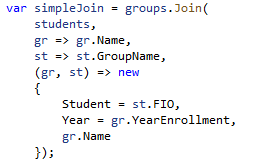 var simpleJoin = groups.Join(
students,
gr => gr.Name,
st => st.GroupName,
(gr, st) => new
{
Student = st.FIO,
Year = gr.YearEnrollment,
gr.Name
});